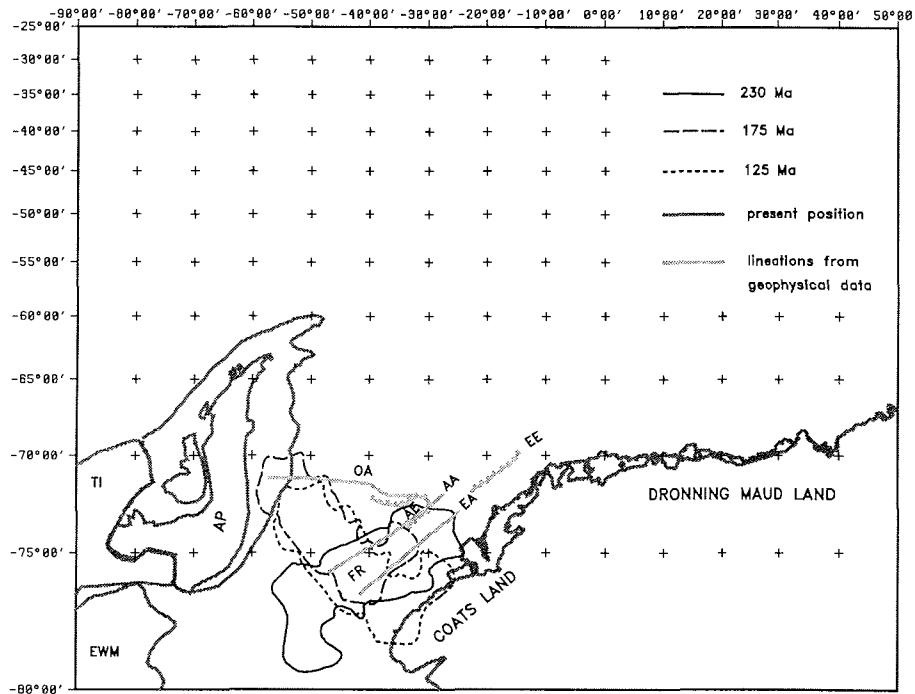 -90°00' -80°00' -70°00' -60°00' -50°00' -40°00' -30°00' -20°00' -10°00' 0°00' 10°00' 20°00' 30°00' 40°00' 50°00'
-25°00'
-30°00'
-35°00'
-40°00'
-45°00'
-50°00'
-55°00'
-60°00'
-65°00'
-70°00'
-75°00'
-80°00'
230 Ma
175 Ma
125 Ma
present position
lineations from
geophysical data
EE
OA
AA
TI
DRONNING MAUD LAND
EA
AE
AP
FR
COATS LAND
EWM